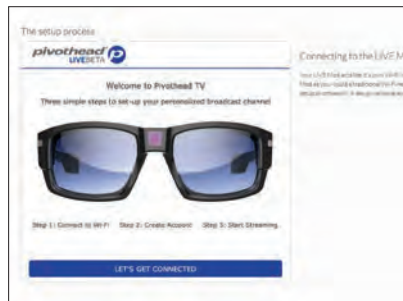 The setup process
pivothead
LIVEBETA
Welcome to Pivothead TV
Three simple steps to set-up your personalized broadcast channel
Step 1: Connect to Wi-Fi Step 2: Create Account Step 3: Start Streaming
LET'S GET CONNECTED
Connecting to the LIVE M